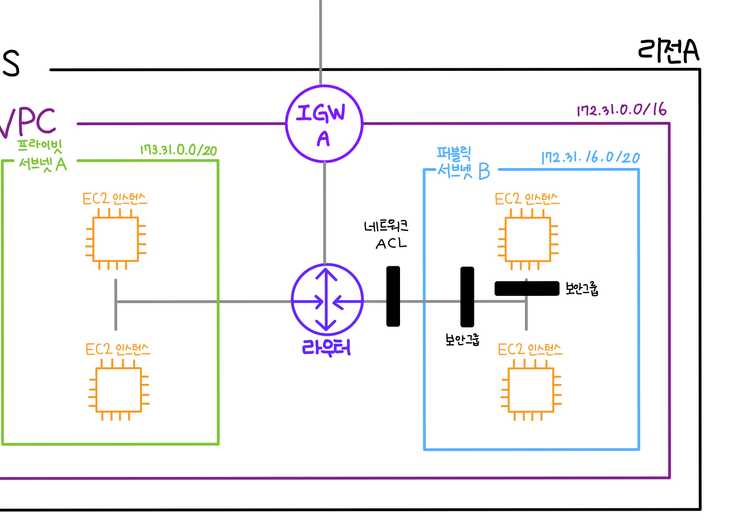 S
리전A
VPC
IGW
A
172.31.0.0/16
프라이빗
서브넷 A
173.31.0.0/20
퍼블릭
서브넷 B
172.31.16.0/20
EC2 인스턴스
EC2 인스턴스
네트워크
ACL
보안그룹
보안그룹
라우터
EC2 인스턴스
EC2 인스턴스